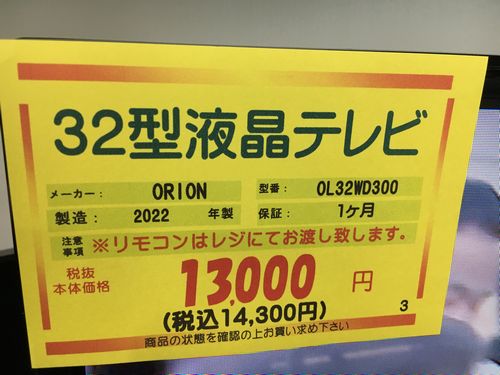 32型液晶テレビ
メーカー： ORION 型番： OL32WD300
製造： 2022 年製 保証： 1ケ月
注意事項 ※リモコンはレジにてお渡し致します。
税抜
本体価格 13,000 円
(税込14,300円)
3
商品の状態を確認の上お買い求め下さい